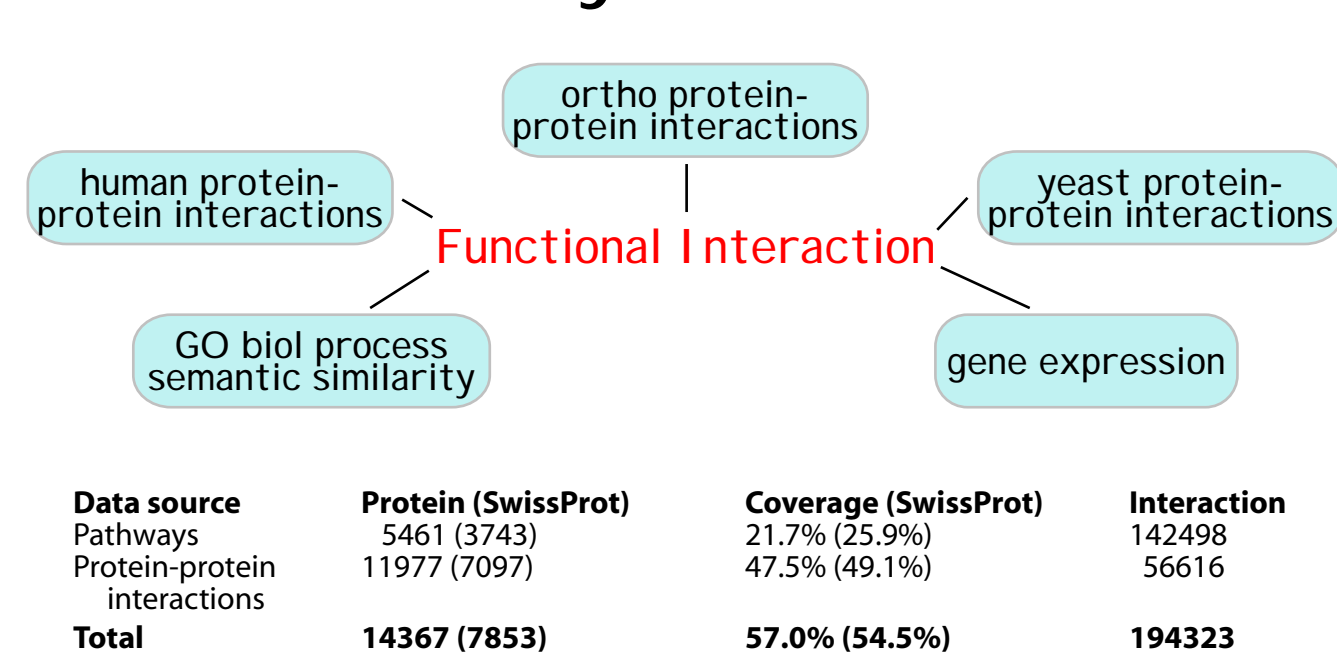 ortho protein-
protein interactions
human protein-
protein interactions
yeast protein-
protein interactions
Functional Interaction
GO biol process
semantic similarity
gene expression
Data source Protein (SwissProt) Coverage (SwissProt) Interaction
Pathways 5461 (3743) 21.7% (25.9%) 142498
Protein-protein 11977 (7097) 47.5% (49.1%) 56616
interactions
Total 14367 (7853) 57.0% (54.5%) 194323